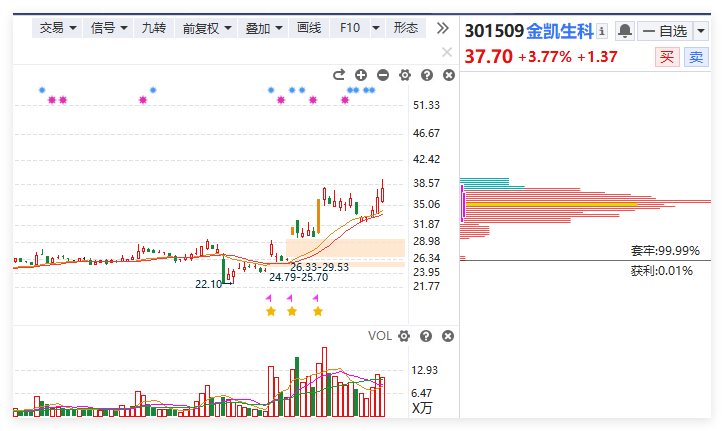 交易 信号 九转 前复权 叠加 画线 F10 形态
301509 金凯生科
自选
37.70 +3.77% +1.37 买 卖
51.33
46.67
42.42
38.57
35.06
31.87
28.98
26.34
23.95
21.77
26.33-29.53
24.79-25.70
22.10
套牢:99.99%
获利:0.01%
VOL
12.93
6.47
X万